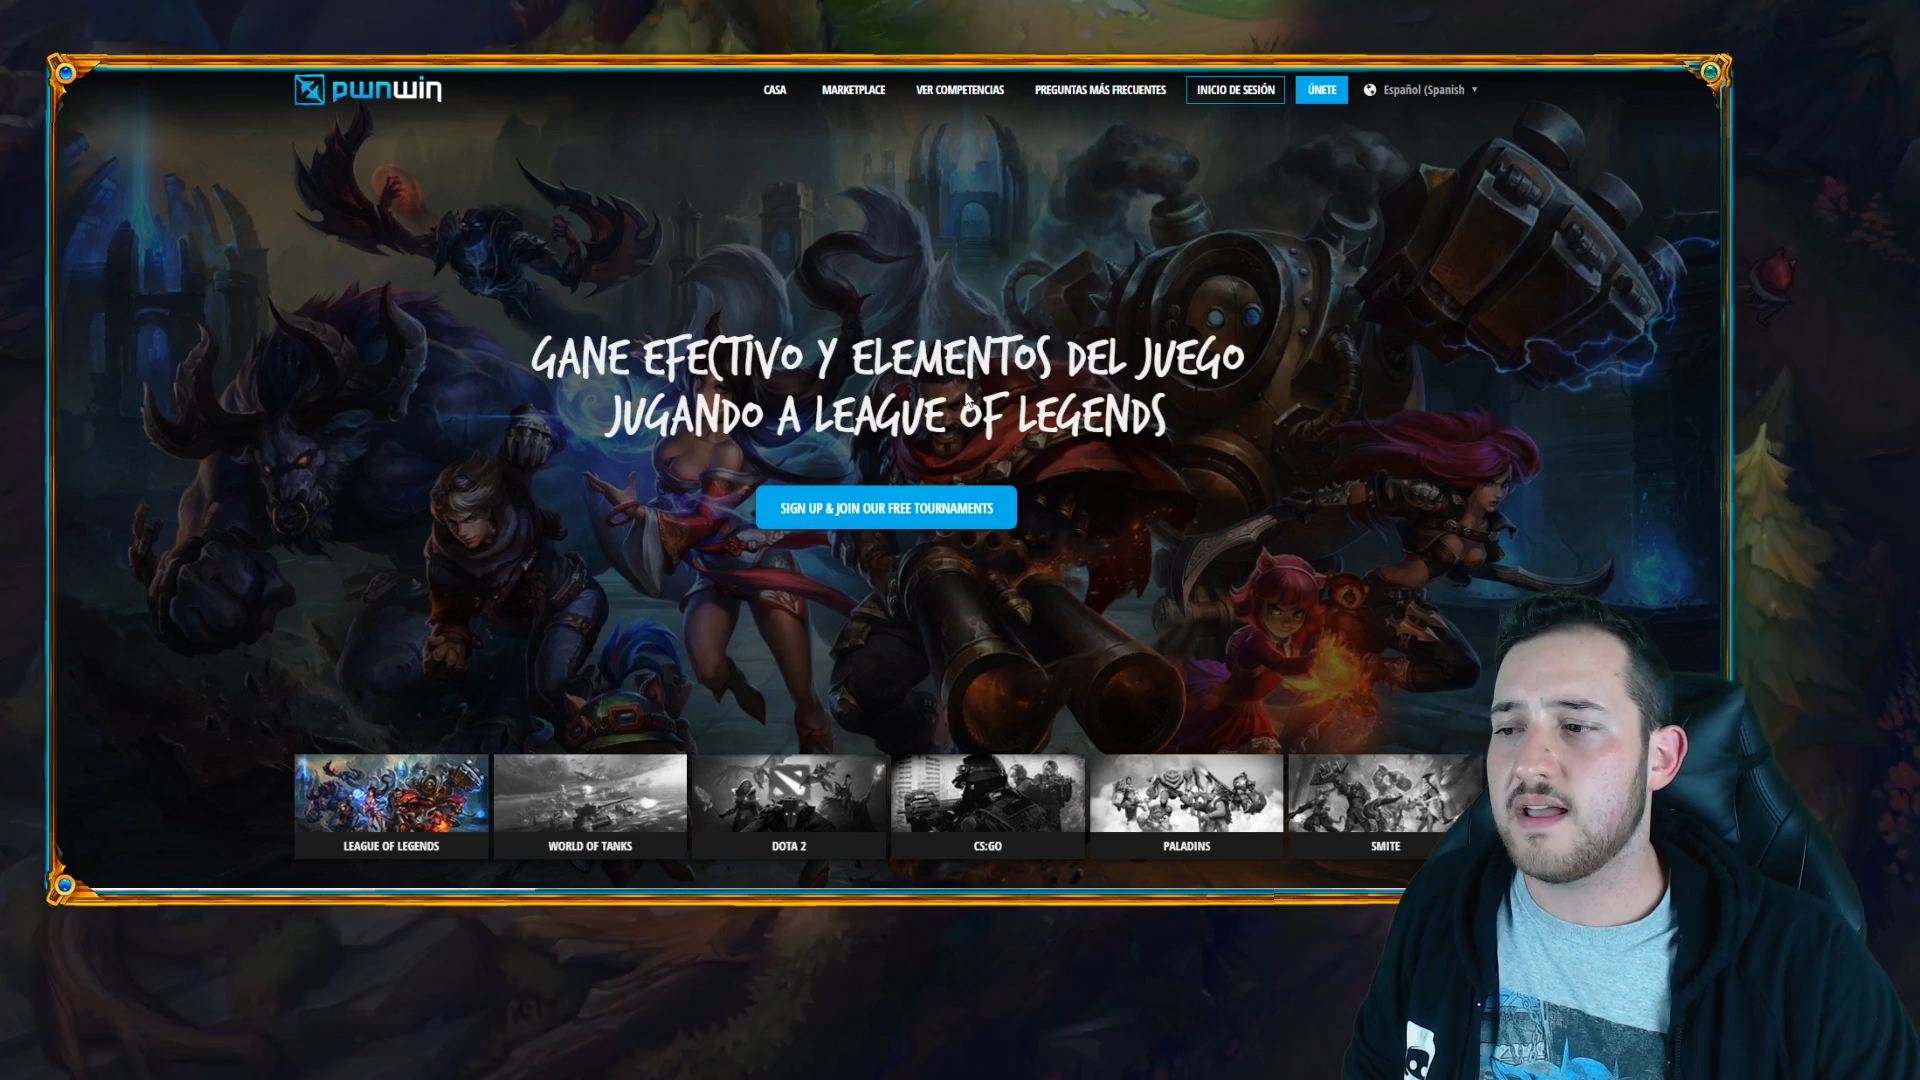 pwnwin
CASA
MARKETPLACE
VER COMPETENCIAS
PREGUNTAS MÁS FRECUENTES
INICIO DE SESIÓN
ÚNETE
Español (Spanish
GANE EFECTIVO Y ELEMENTOS DEL JUEGO
JUGANDO A LEAGUE OF LEGENDS
SIGN UP & JOIN OUR FREE TOURNAMENTS
LEAGUE OF LEGENDS
WORLD OF TANKS
DOTA 2
CS:GO
PALADINS
SMITE